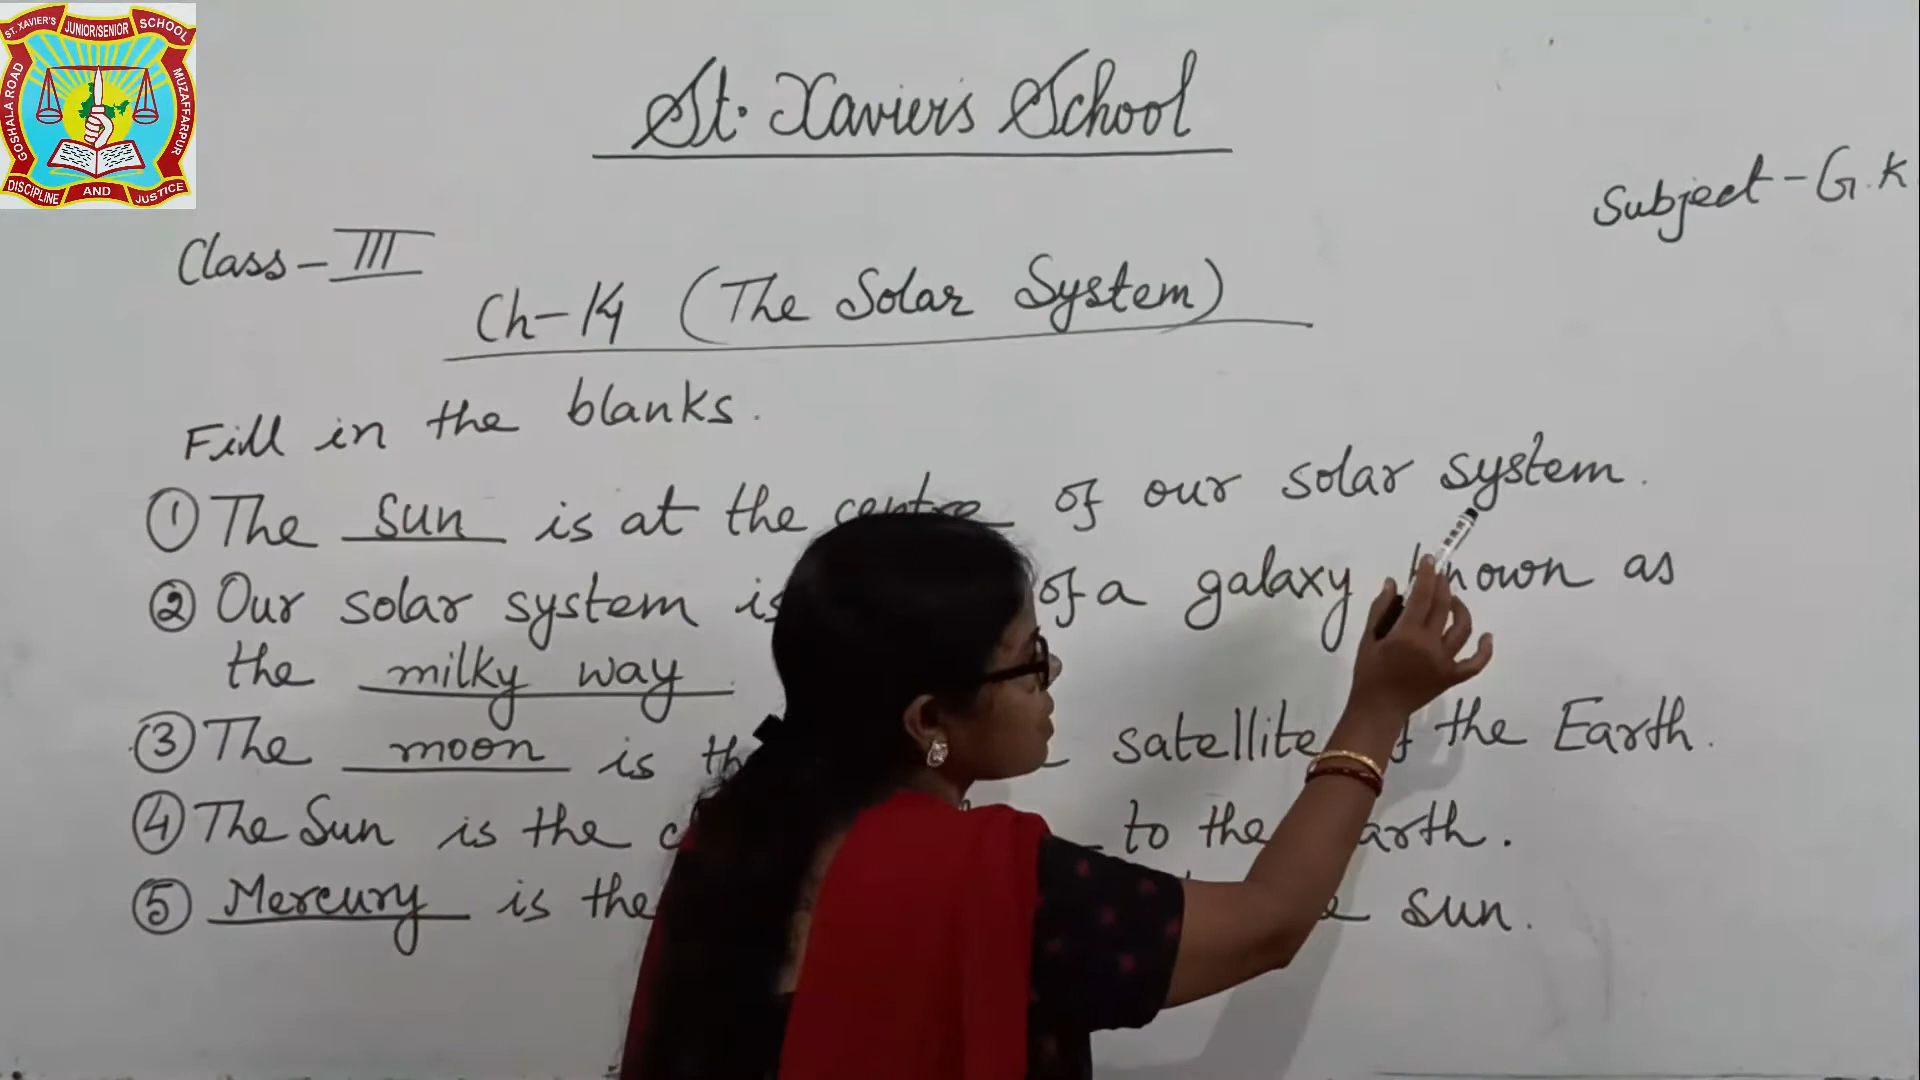 ST. XAVIER'S JUNIOR/SENIOR SCHOOL
GOSHALA ROAD
MUZAFFARPUR
DISCIPLINE AND JUSTICE
St. Xavier's School
Subject - G.K
Class - III
Ch-14 (The Solar System)
Fill in the blanks.
① The sun is at the centre of our solar system.
② Our solar system is of a galaxy known as
the milky way
③ The moon is satellite the Earth.
④ The Sun is the to the
⑤ Mercury is the sun.